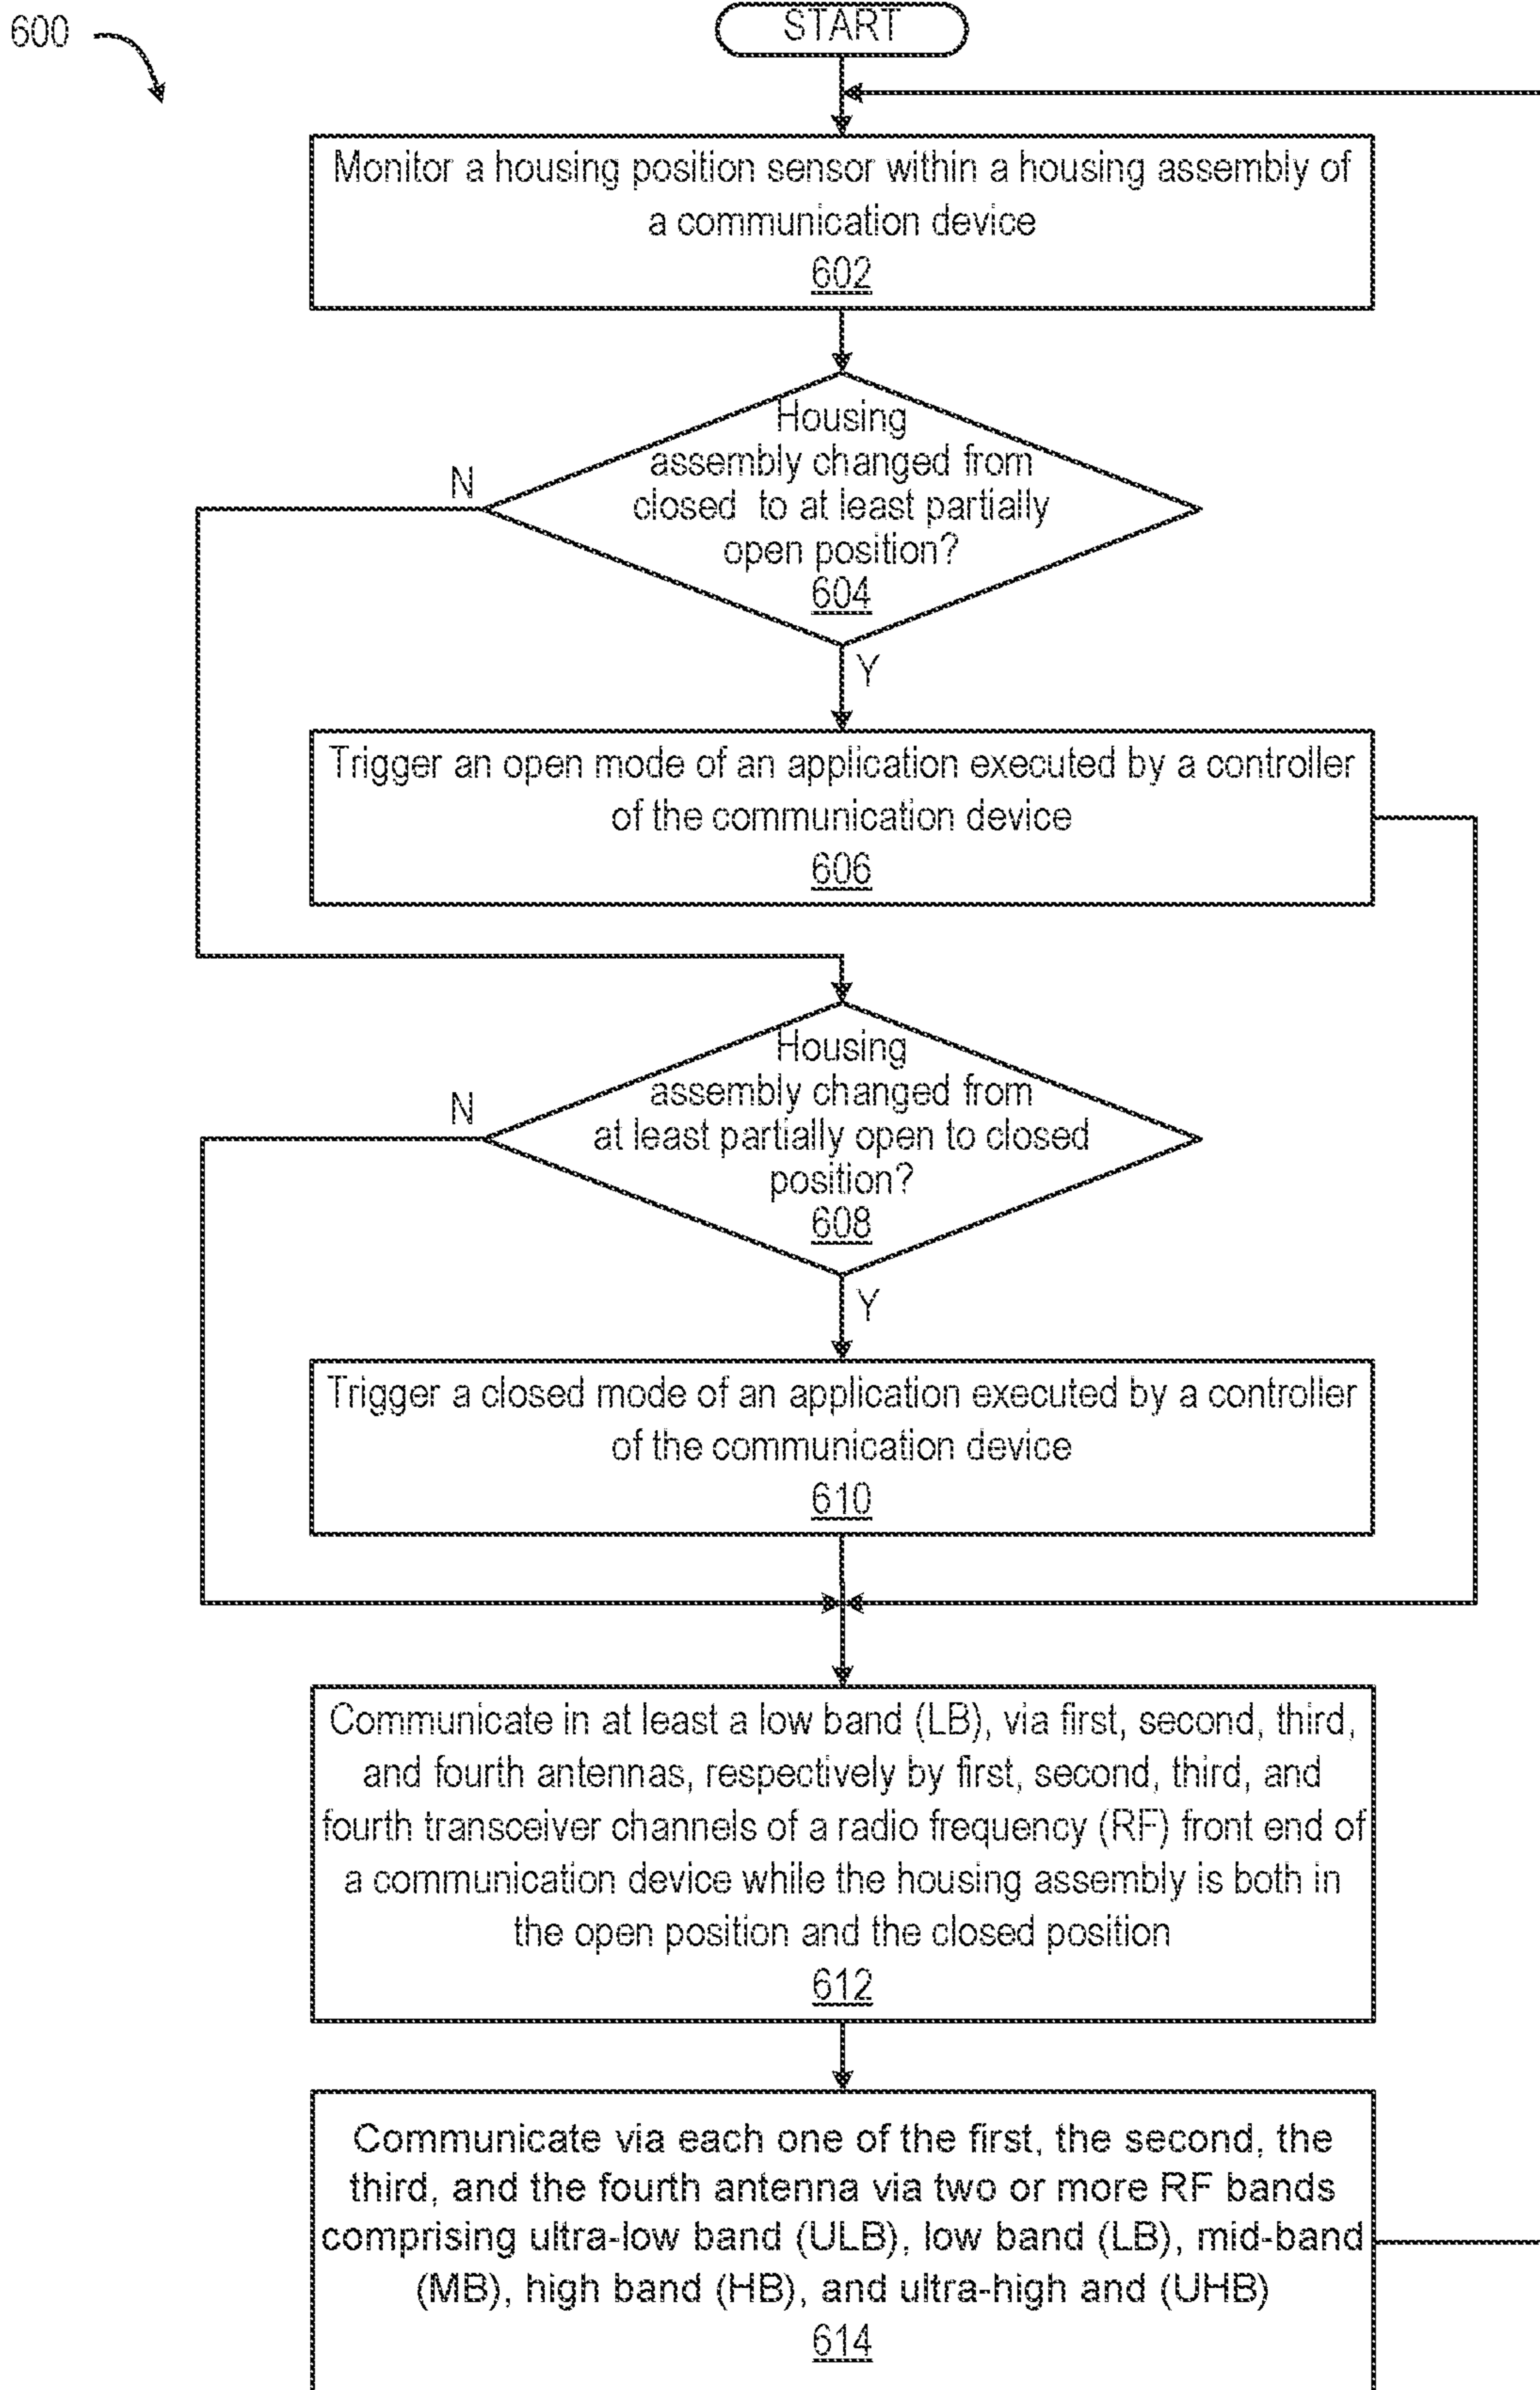 600
START
Monitor a housing position sensor within a housing assembly of
a communication device
602
Housing
assembly changed from
closed to at least partially
open position?
604
N
Y
Trigger an open mode of an application executed by a controller
of the communication device
606
Housing
assembly changed from
at least partially open to closed
position?
608
N
Y
Trigger a closed mode of an application executed by a controller
of the communication device
610
Communicate in at least a low band (LB), via first, second, third,
and fourth antennas, respectively by first, second, third, and
fourth transceiver channels of a radio frequency (RF) front end of
a communication device while the housing assembly is both in
the open position and the closed position
612
Communicate via each one of the first, the second, the
third, and the fourth antenna via two or more RF bands
comprising ultra-low band (ULB), low band (LB), mid-band
(MB), high band (HB), and ultra-high and (UHB)
614